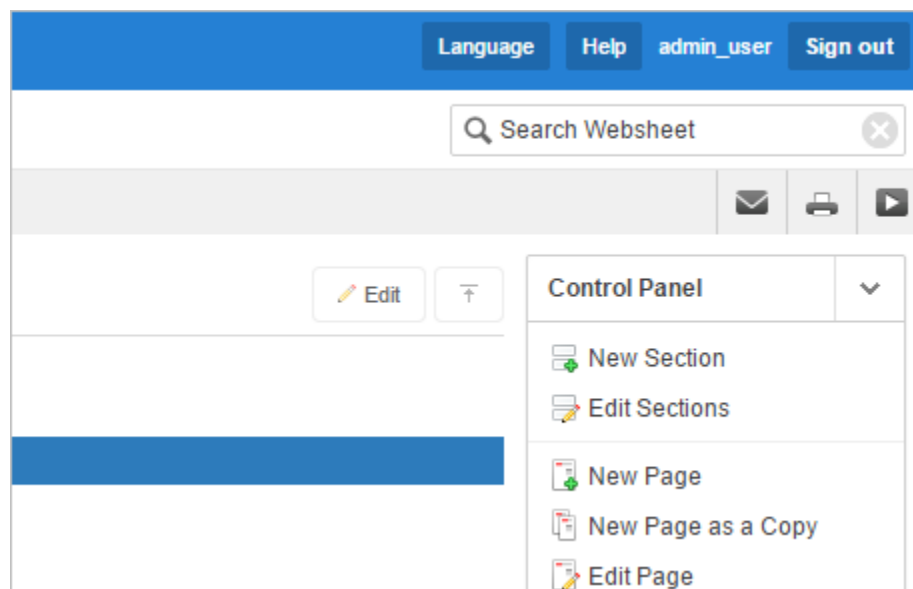 Language Help admin_user Sign out
Search Websheet
Edit
Control Panel
New Section
Edit Sections
New Page
New Page as a Copy
Edit Page